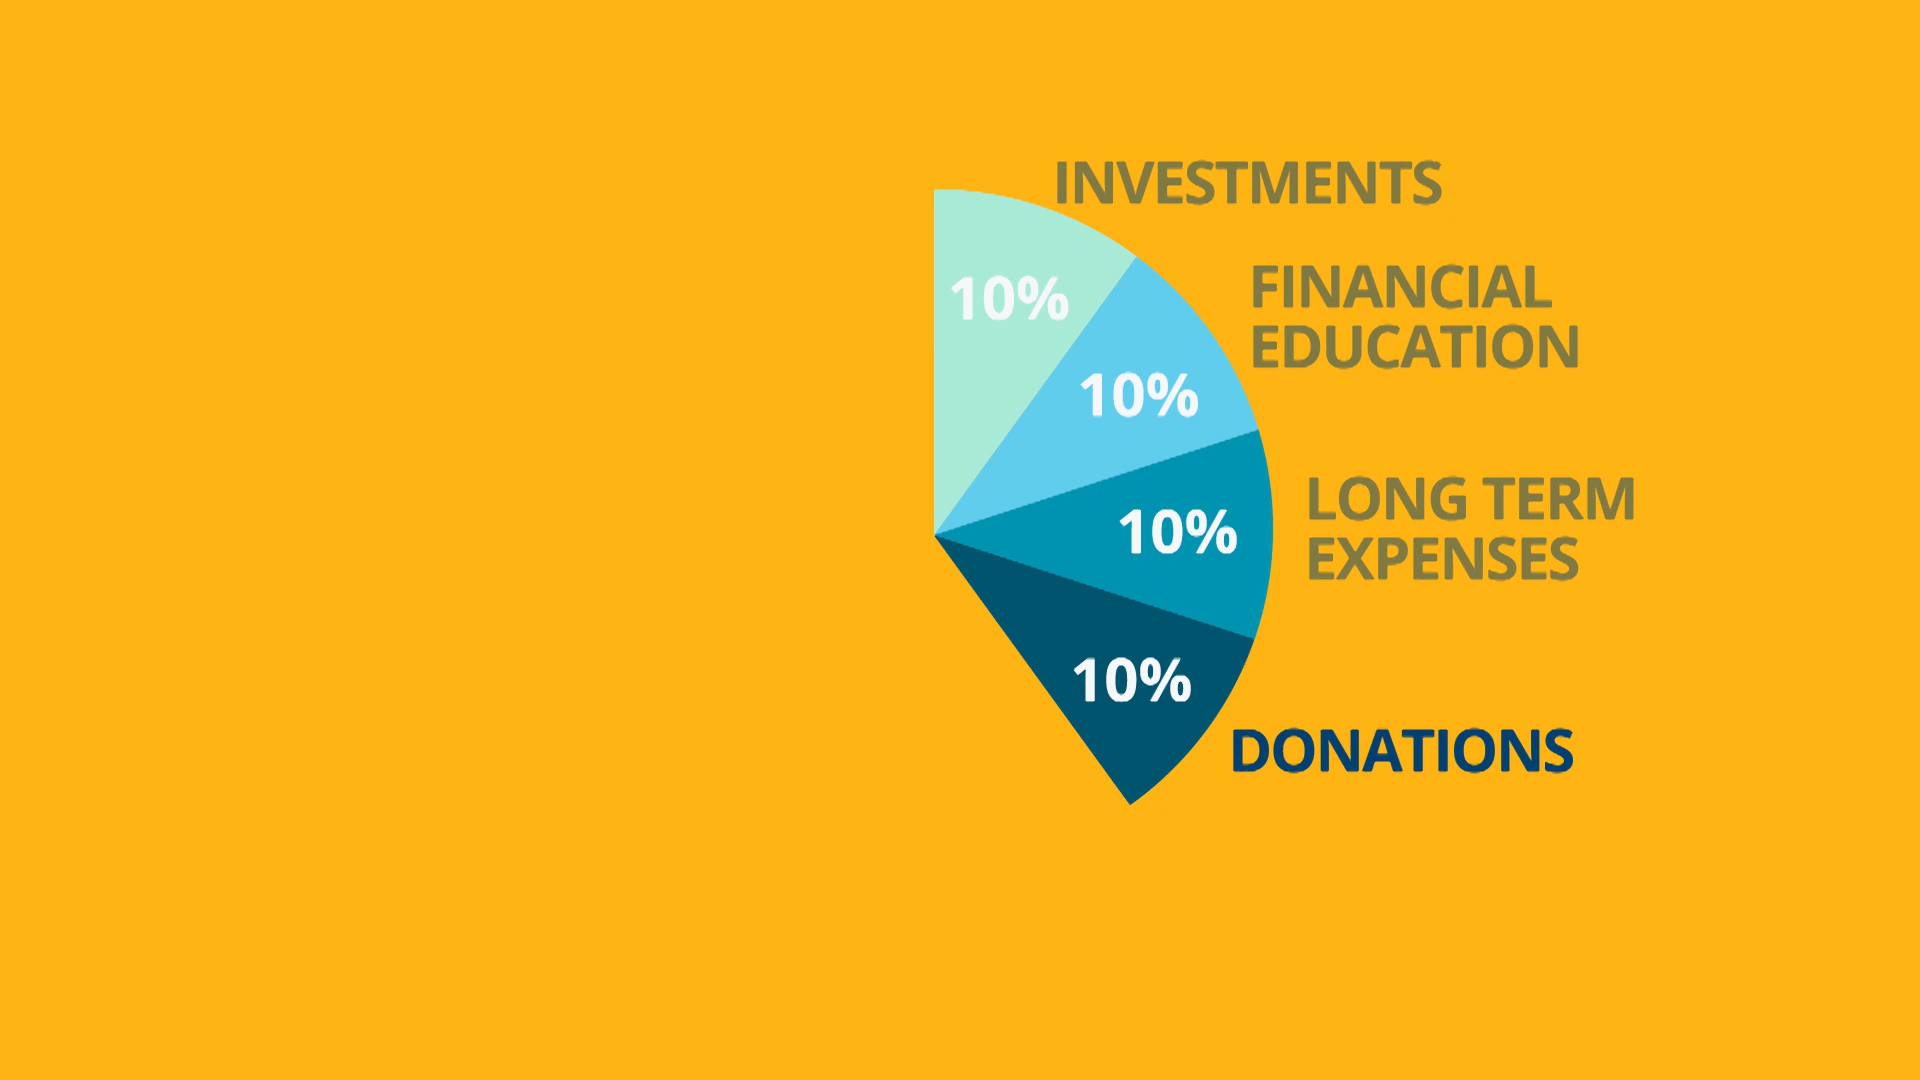 INVESTMENTS
10%
FINANCIAL
EDUCATION
10%
LONG TERM
EXPENSES
10%
DONATIONS
10%